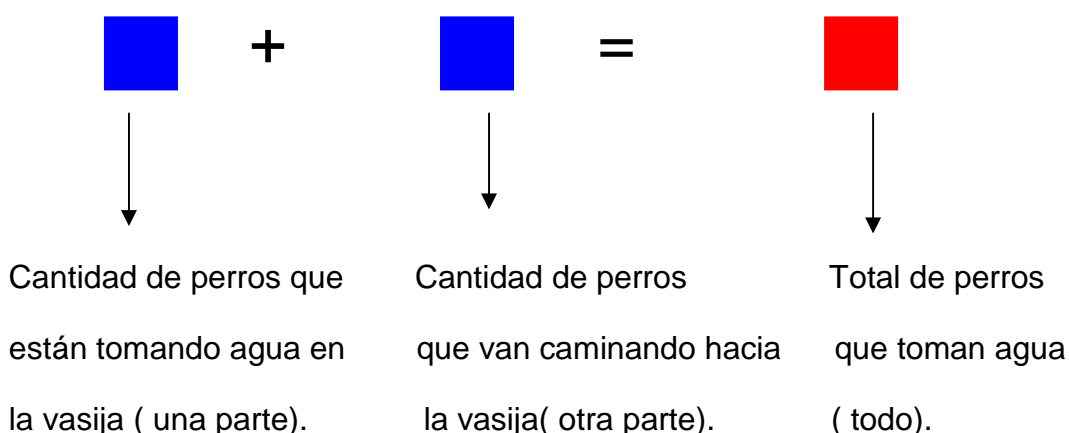 + =
Cantidad de perros que Cantidad de perros Total de perros
están tomando agua en que van caminando hacia que toman agua
la vasija ( una parte). la vasija( otra parte). ( todo).